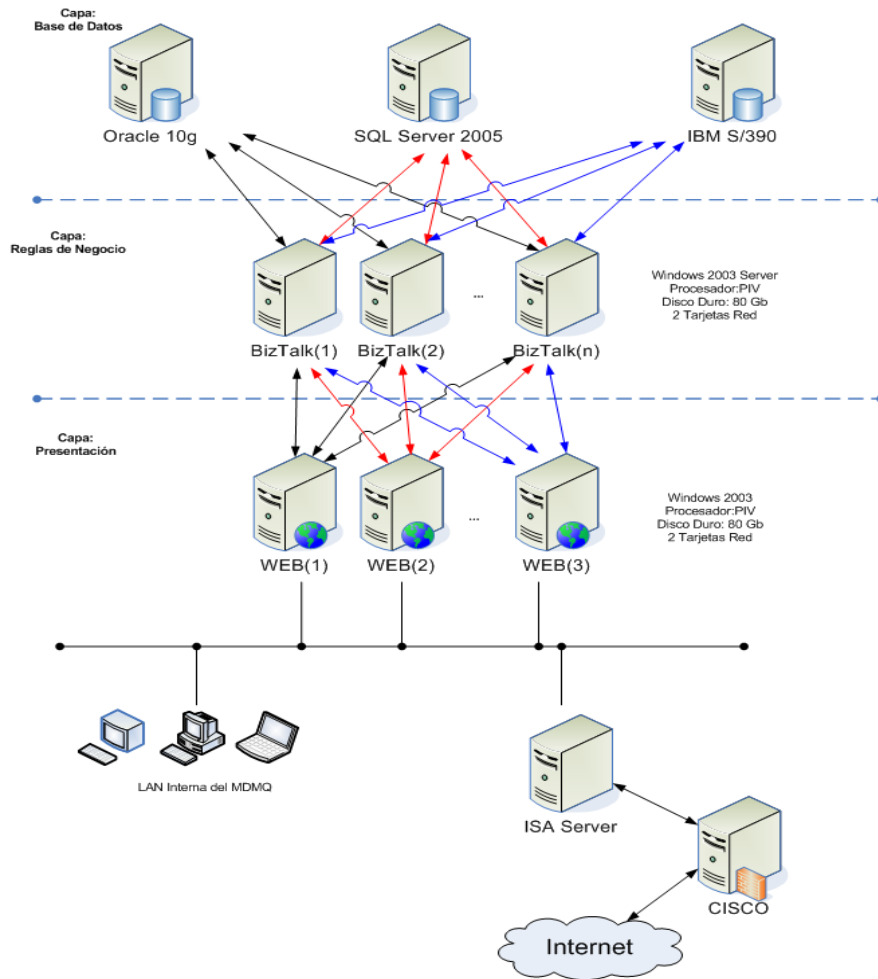 Capa:
Base de Datos
Oracle 10g
SQL Server 2005
IBM S/390
Capa:
Reglas de Negocio
Windows 2003 Server
Procesador:PIV
Disco Duro: 80 Gb
2 Tarjetas Red
...
BizTalk(1)
BizTalk(2)
BizTalk(n)
Capa:
Presentación
Windows 2003
Procesador:PIV
Disco Duro: 80 Gb
2 Tarjetas Red
...
WEB(1)
WEB(2)
WEB(3)
LAN Interna del MDMQ
ISA Server
CISCO
Internet